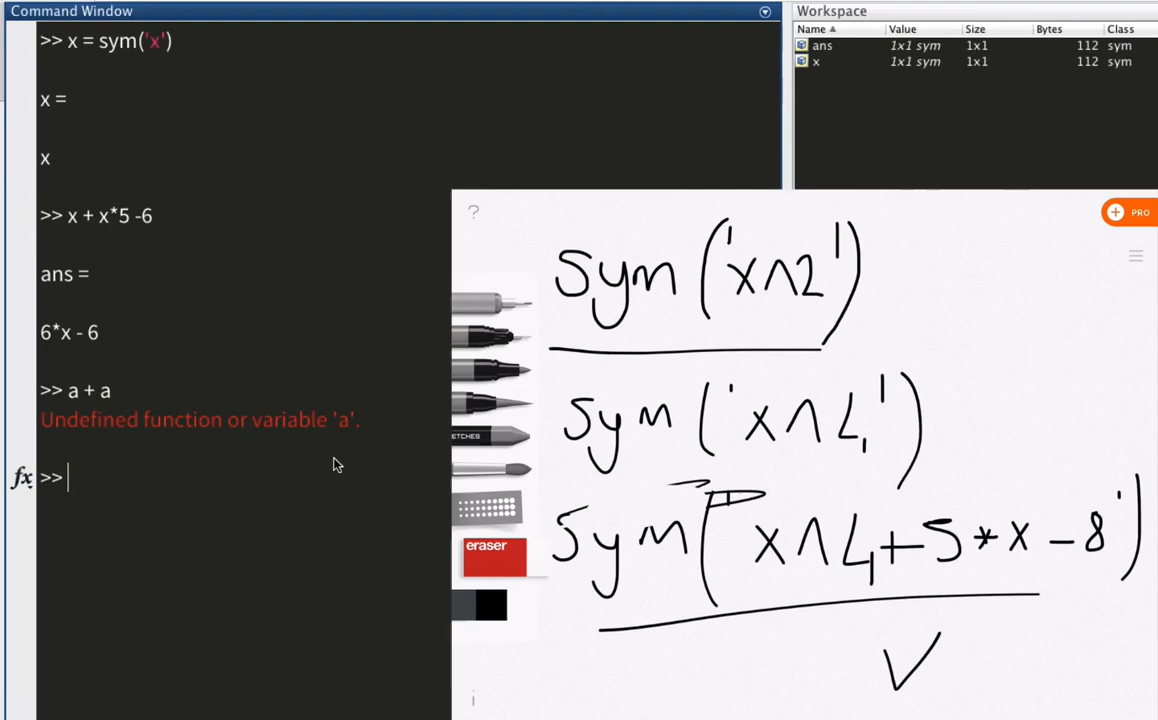 Command Window
>> x = sym('x')
x =
x
>> x + x*5 -6
ans =
6*x - 6
>> a + a
Undefined function or variable 'a'.
fx >>
Workspace
Name Value Size Bytes Class
ans 1x1 sym 1x1 112 sym
x 1x1 sym 1x1 112 sym
?
PRO
sym('x^2')
sym('x^4')
sym('x^4+5*x-8')
ETCHES
eraser
i